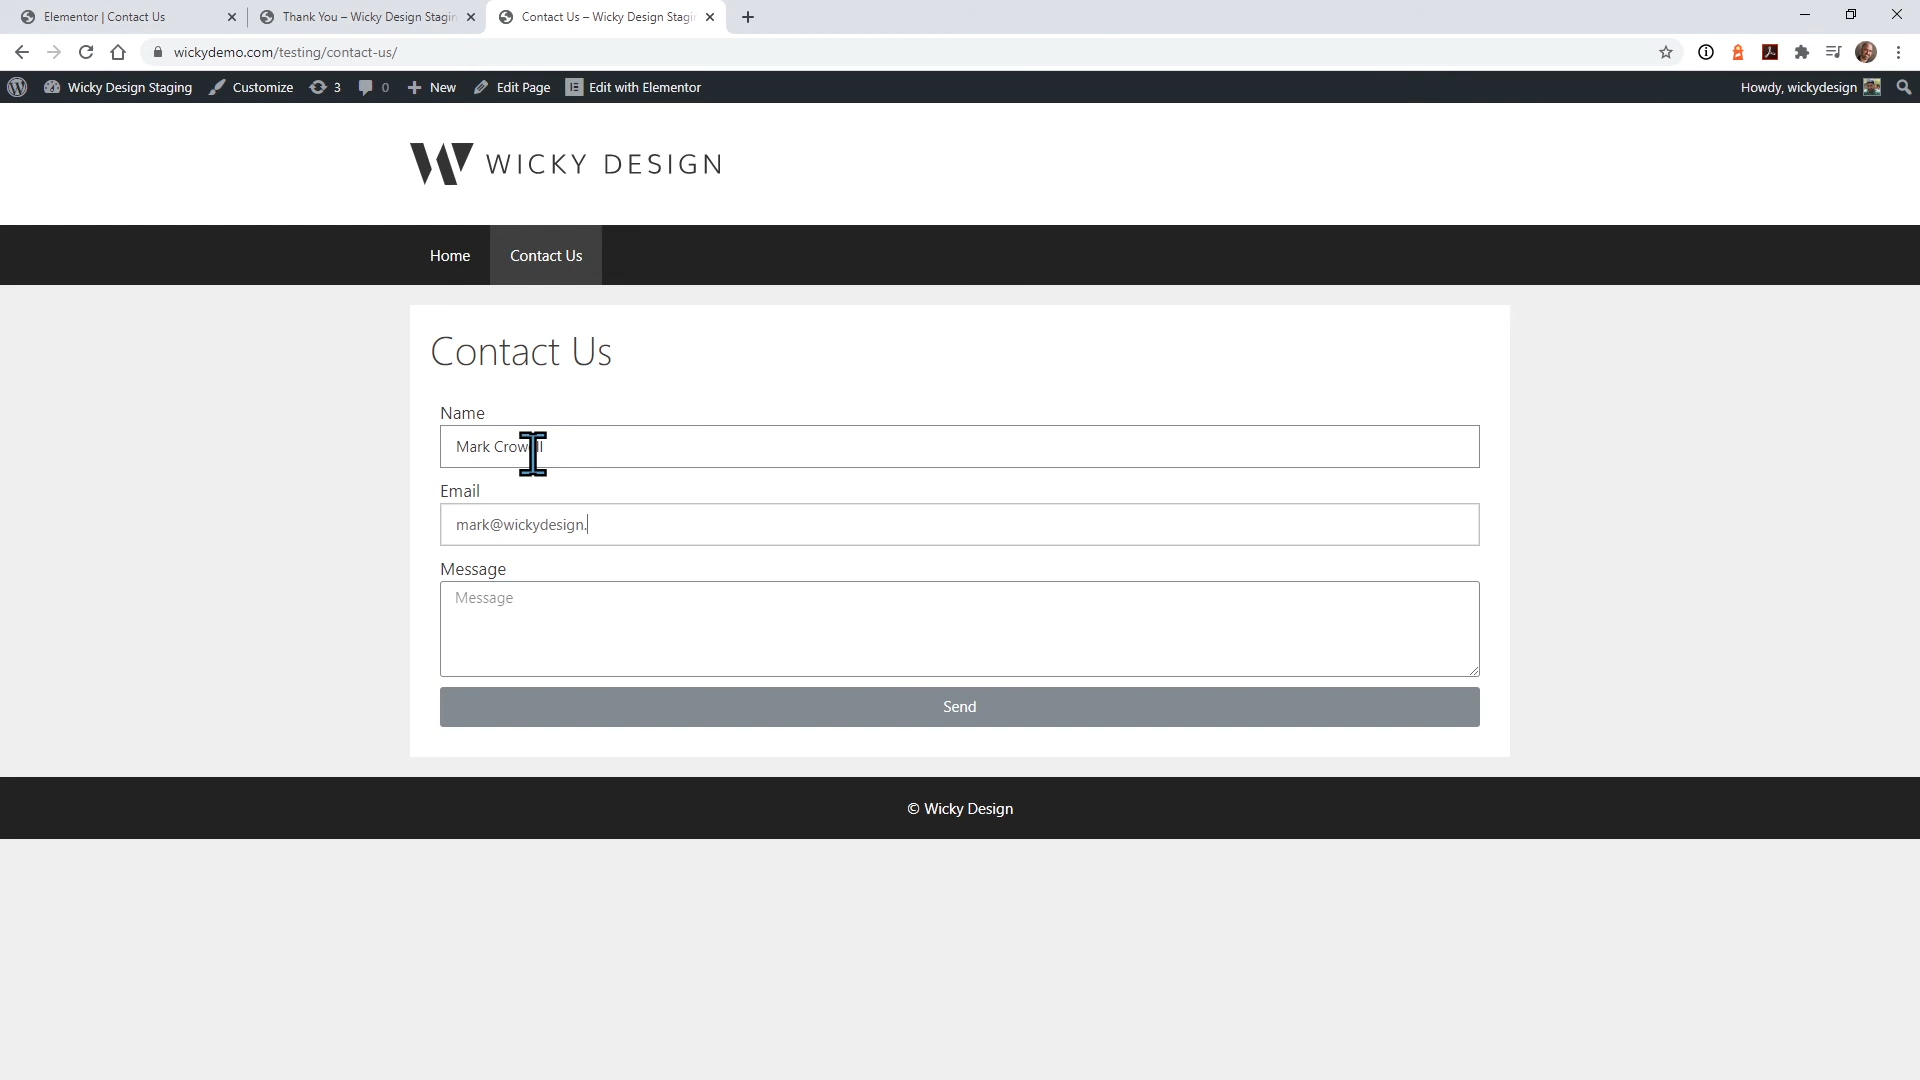 Elementor | Contact Us
Thank You – Wicky Design Stagin
Contact Us – Wicky Design Stagi
wickydemo.com/testing/contact-us/
Wicky Design Staging Customize 3 0 New Edit Page Edit with Elementor Howdy, wickydesign
W WICKY DESIGN
Home Contact Us
Contact Us
Name
Mark Crowell
Email
mark@wickydesign.
Message
Message
Send
© Wicky Design